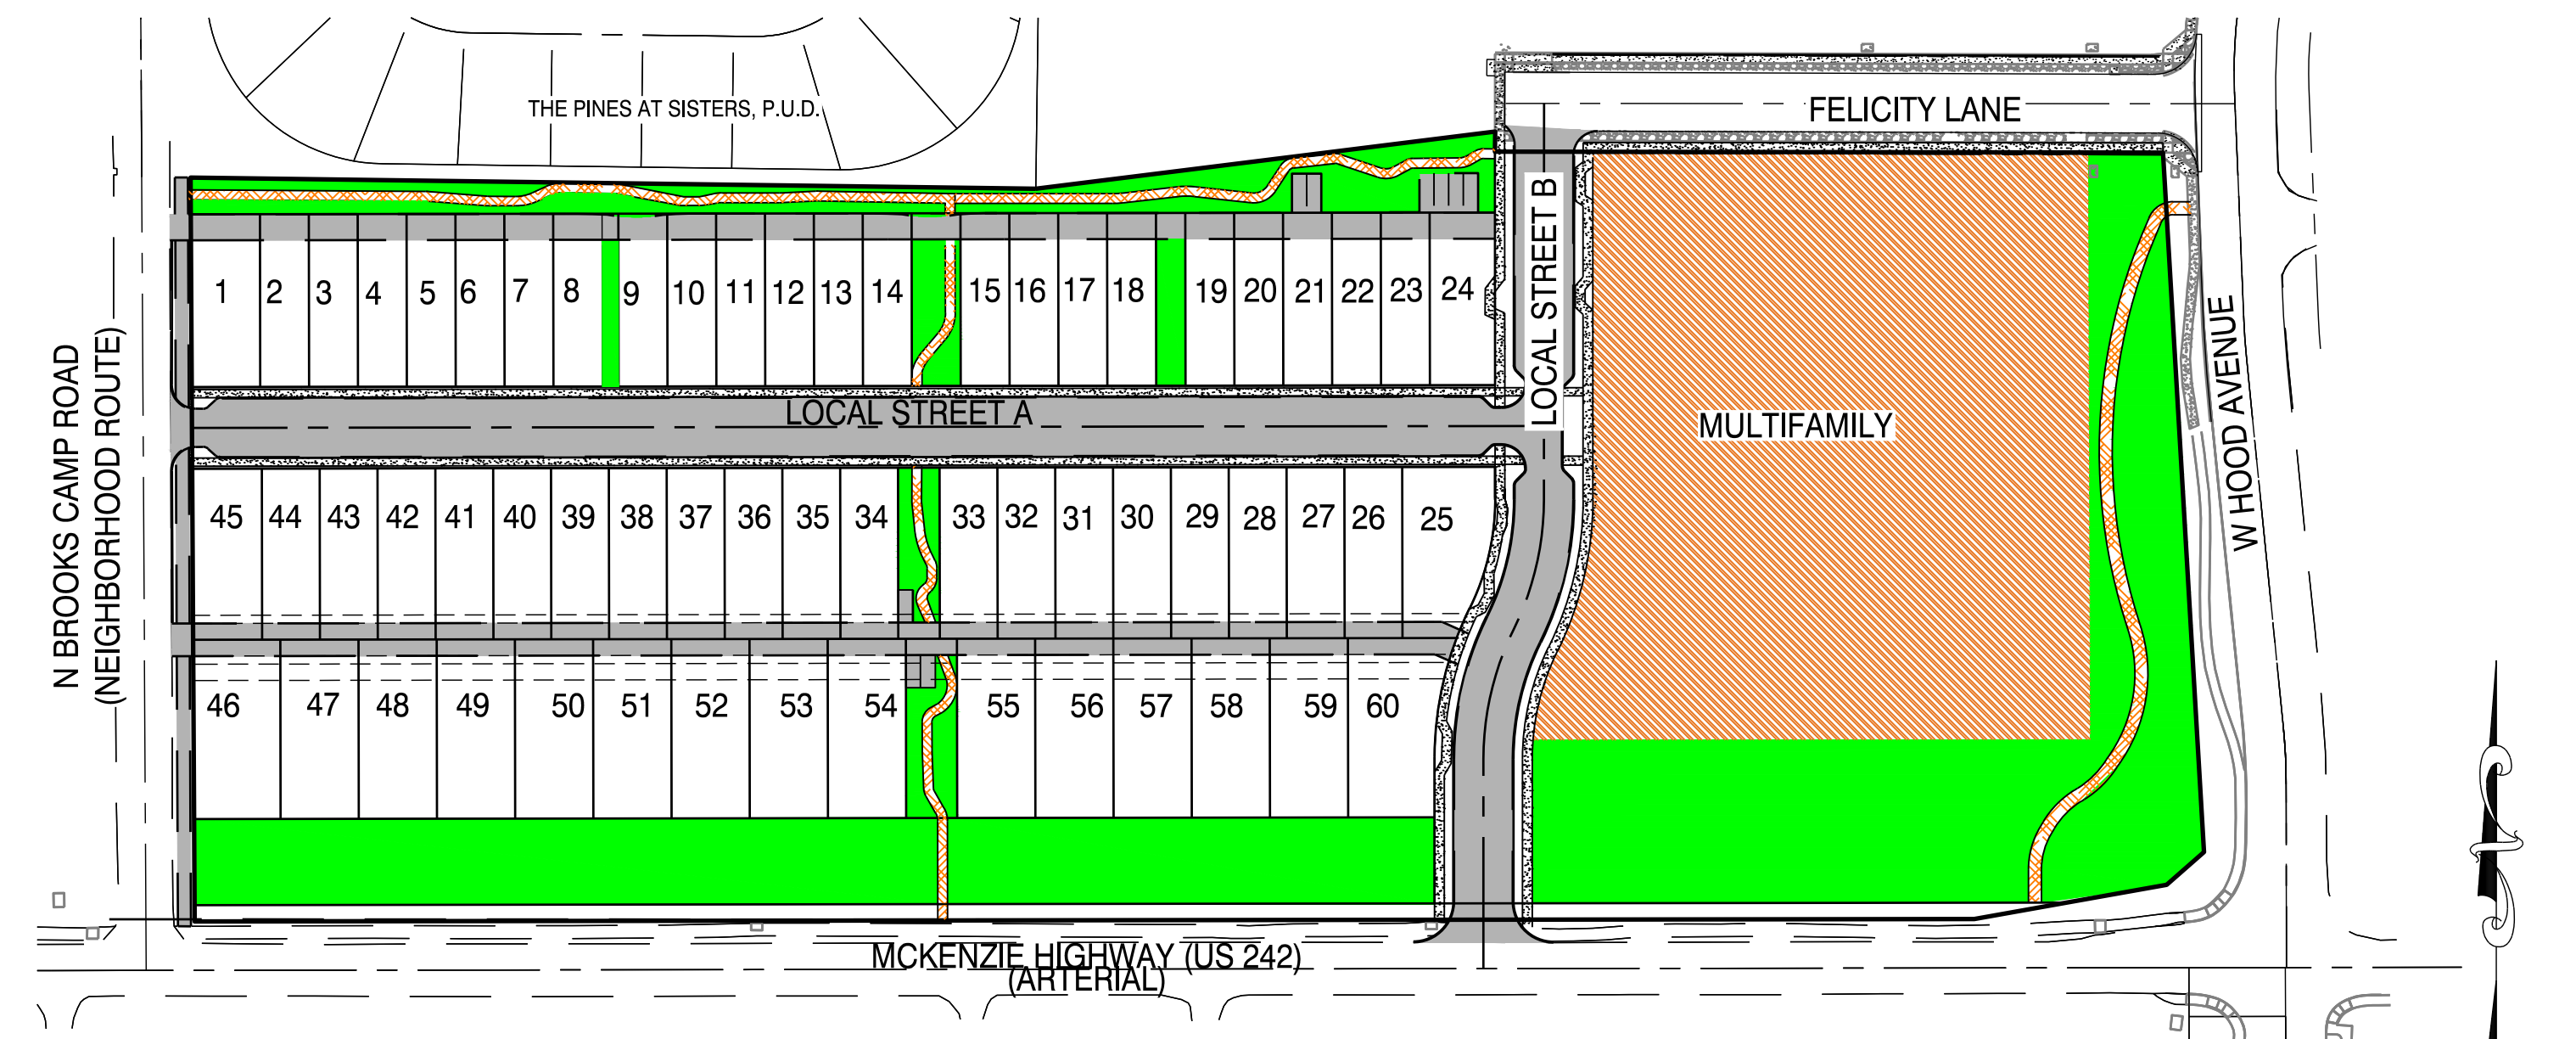 THE PINES AT SISTERS, P.U.D.
FELICITY LANE
LOCAL STREET B
1 2 3 4 5 6 7 8 9 10 11 12 13 14 15 16 17 18 19 20 21 22 23 24
N BROOKS CAMP ROAD
(NEIGHBORHOOD ROUTE)
LOCAL STREET A
MULTIFAMILY
W HOOD AVENUE
45 44 43 42 41 40 39 38 37 36 35 34 33 32 31 30 29 28 27 26 25
46 47 48 49 50 51 52 53 54 55 56 57 58 59 60
MCKENZIE HIGHWAY (US 242)
(ARTERIAL)